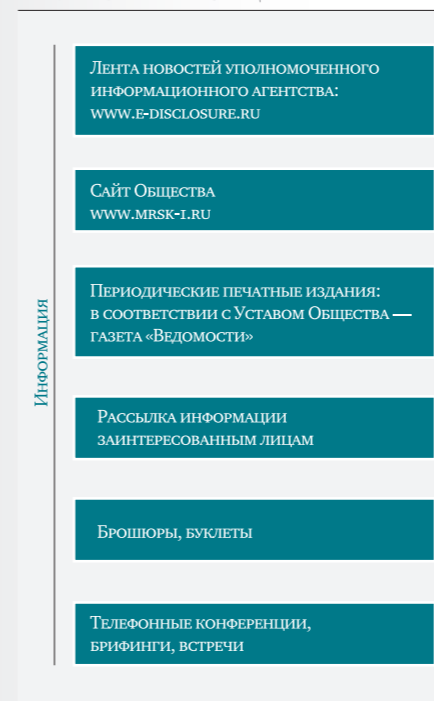 Информация
Лента новостей уполномоченного
информационного агентства:
www.e-disclosure.ru
Сайт Общества
www.mrsk-1.ru
Периодические печатные издания:
в соответствии с Уставом Общества —
газета «Ведомости»
Рассылка информации
заинтересованным лицам
Брошюры, буклеты
Телефонные конференции,
брифинги, встречи